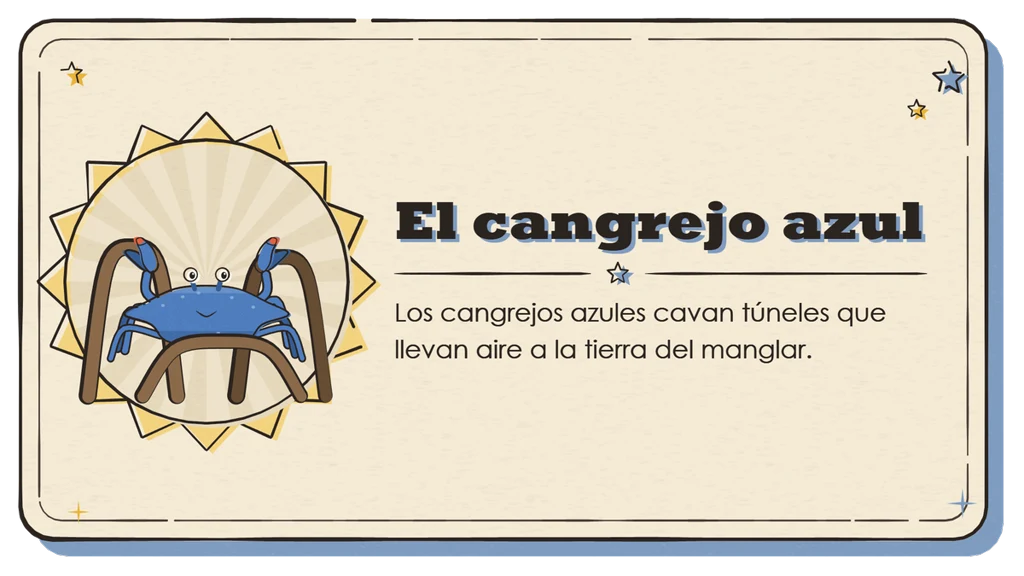 El cangrejo azul
Los cangrejos azules cavan túneles que
llevan aire a la tierra del manglar.